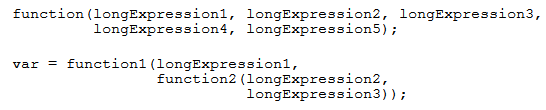 function(longExpression1, longExpression2, longExpression3,
         longExpression4, longExpression5);

var = function1(longExpression1,
                function2(longExpression2,
                          longExpression3));